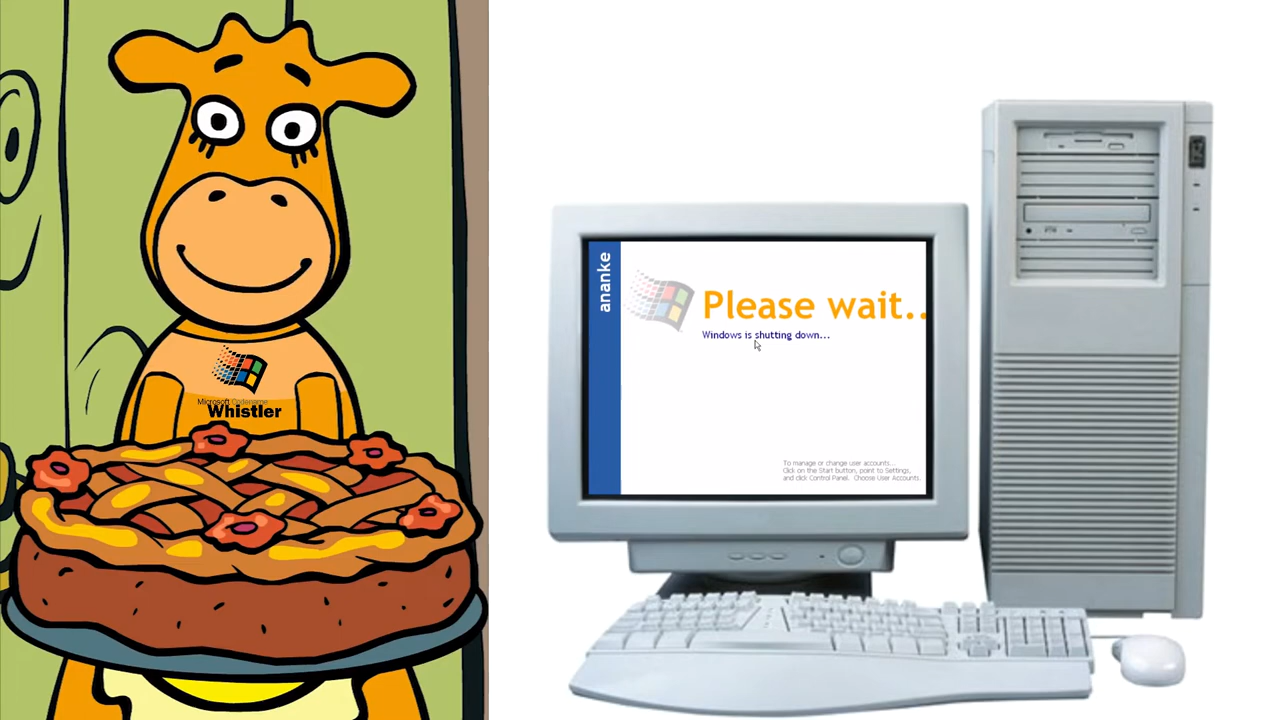 Microsoft Codename
Whistler
ananke
Please wait..
Windows is shutting down...
To manage or change user accounts...
Click on the Start button, point to Settings,
and click Control Panel. Choose User Accounts.